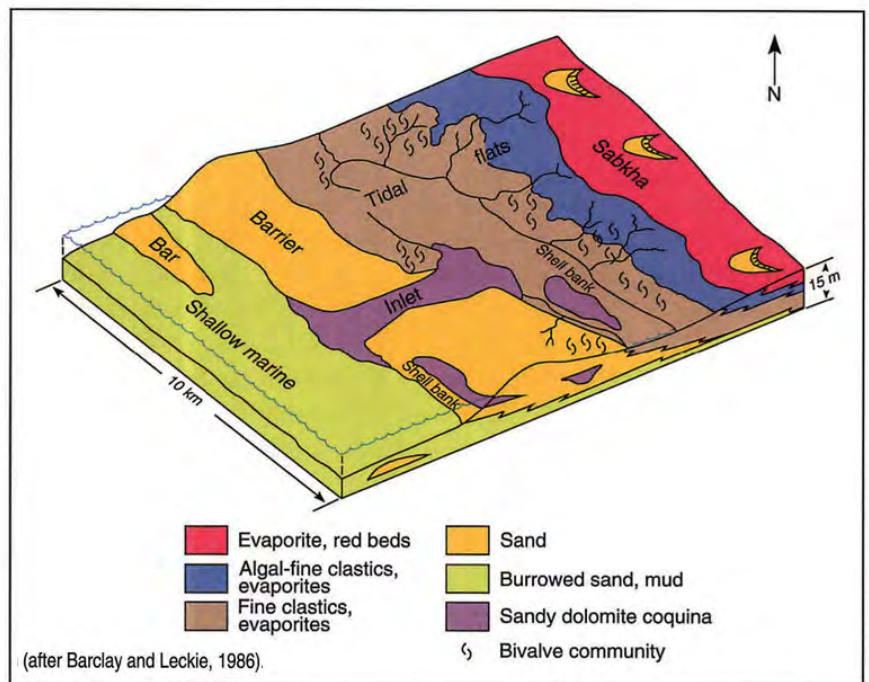 N
Sabkha
flats
Tidal
Barrier
Bar
Shell bank
15 m
Inlet
Shallow marine
Shell bank
10 km
Evaporite, red beds
Algal-fine clastics,
evaporites
Fine clastics,
evaporites
Sand
Burrowed sand, mud
Sandy dolomite coquina
Bivalve community
(after Barclay and Leckie, 1986).